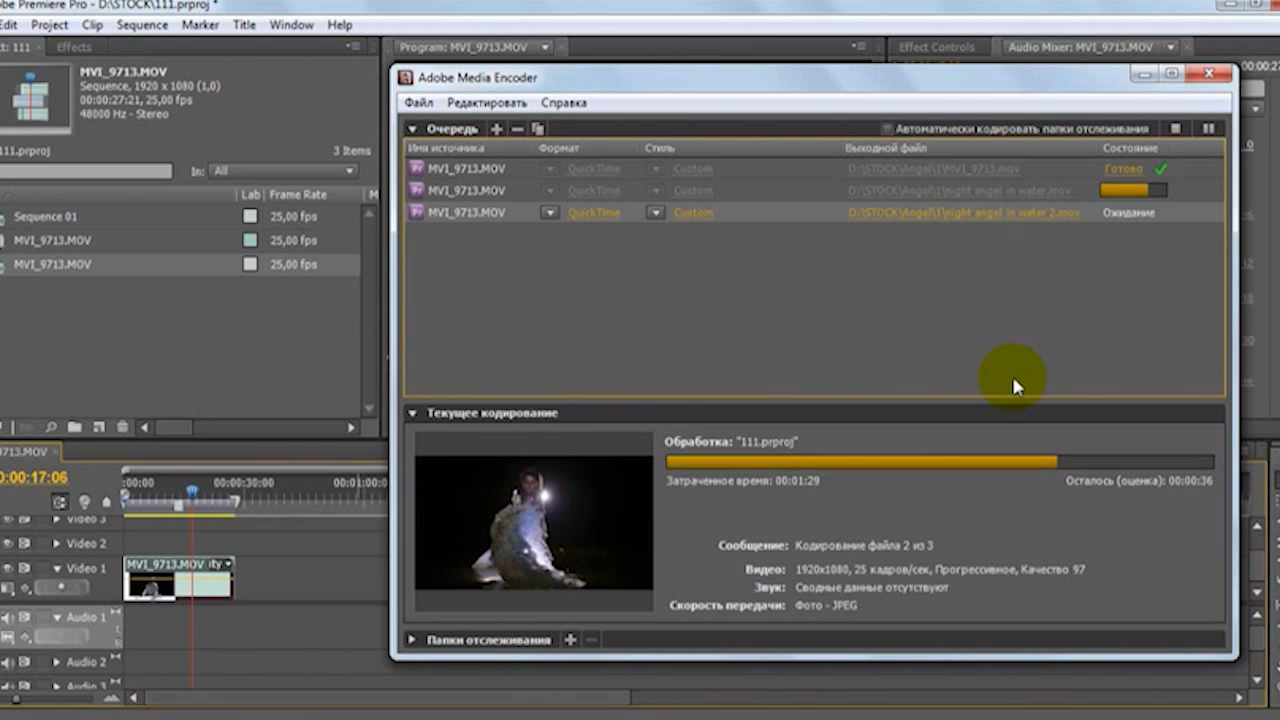 obe Premiere Pro - D:\STOCK\111.prproj *
Edit Project Clip Sequence Marker Title Window Help
ct: 111 Effects
MVI_9713.MOV
Sequence, 1920 x 1080 (1,0)
00:00:27:21, 25,00 fps
48000 Hz - Stereo
111.prproj 3 Items
In: All
Lab Frame Rate M
Sequence 01 25,00 fps
MVI_9713.MOV 25,00 fps
MVI_9713.MOV 25,00 fps
Program: MVI_9713.MOV
Effect Controls Audio Mixer: MVI_9713.MOV
00:00:27
Adobe Media Encoder
Файл Редактировать Справка
Очередь Автоматически кодировать папки отслеживания
Имя источника Формат Стиль Выходной файл Состояние
MVI_9713.MOV QuickTime Custom D:\STOCK\Angel\1\MVI_9713.mov Готово
MVI_9713.MOV QuickTime Custom D:\STOCK\Angel\1\night angel in water.mov
MVI_9713.MOV QuickTime Custom D:\STOCK\Angel\1\night angel in water 2.mov Ожидание
Текущее кодирование
Обработка: "111.prproj"
Затраченное время: 00:01:29 Осталось (оценка): 00:00:36
Сообщение: Кодирование файла 2 из 3
Видео: 1920x1080, 25 кадров/сек, Прогрессивное, Качество 97
Звук: Сводные данные отсутствуют
Скорость передачи: Фото - JPEG
Папки отслеживания
9713.MOV
0:00:17:06
:00:00 00:00:30:00 00:01:00:0
Video 3
Video 2
Video 1
MVI_9713.MOV ity
Audio 1
Audio 2
Audio 3